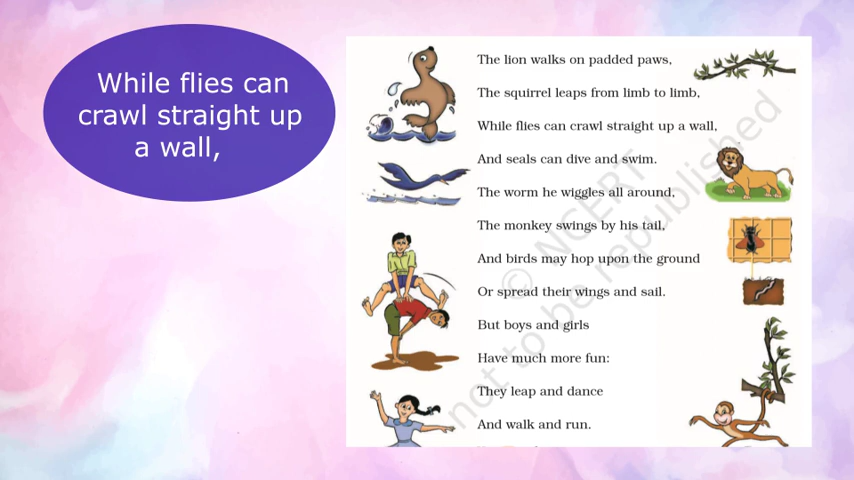 While flies can
crawl straight up
a wall,
The lion walks on padded paws,
The squirrel leaps from limb to limb,
While flies can crawl straight up a wall,
And seals can dive and swim.
The worm he wiggles all around,
The monkey swings by his tail,
And birds may hop upon the ground
Or spread their wings and sail.
But boys and girls
Have much more fun:
They leap and dance
And walk and run.
© NCERT
not to be republished